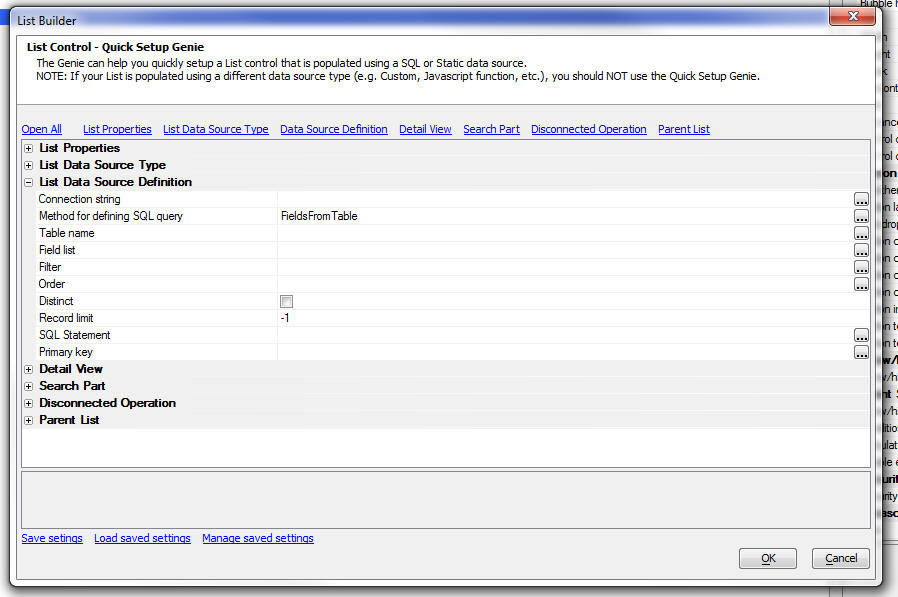 List Builder
List Control - Quick Setup Genie
The Genie can help you quickly setup a List control that is populated using a SQL or Static data source.
NOTE: If your List is populated using a different data source type (e.g. Custom, Javascript function, etc.), you should NOT use the Quick Setup Genie.
Open All List Properties List Data Source Type Data Source Definition Detail View Search Part Disconnected Operation Parent List
List Properties
List Data Source Type
List Data Source Definition
Connection string ...
Method for defining SQL query FieldsFromTable ...
Table name ...
Field list ...
Filter ...
Order ...
Distinct
Record limit -1
SQL Statement ...
Primary key ...
Detail View
Search Part
Disconnected Operation
Parent List
Save setings Load saved settings Manage saved settings
OK Cancel